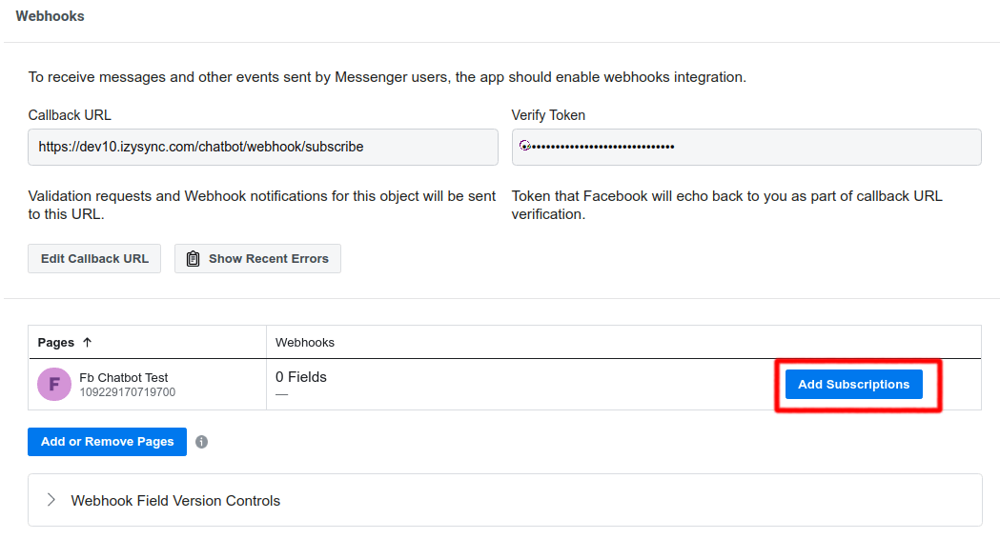 Webhooks
To receive messages and other events sent by Messenger users, the app should enable webhooks integration.
Callback URL
Verify Token
https://dev10.izysync.com/chatbot/webhook/subscribe
••••••••••••••••••••••••••••••
Validation requests and Webhook notifications for this object will be sent
to this URL.
Token that Facebook will echo back to you as part of callback URL
verification.
Edit Callback URL
Show Recent Errors
Pages ↑
Webhooks
F
Fb Chatbot Test
109229170719700
0 Fields
—
Add Subscriptions
Add or Remove Pages
Webhook Field Version Controls